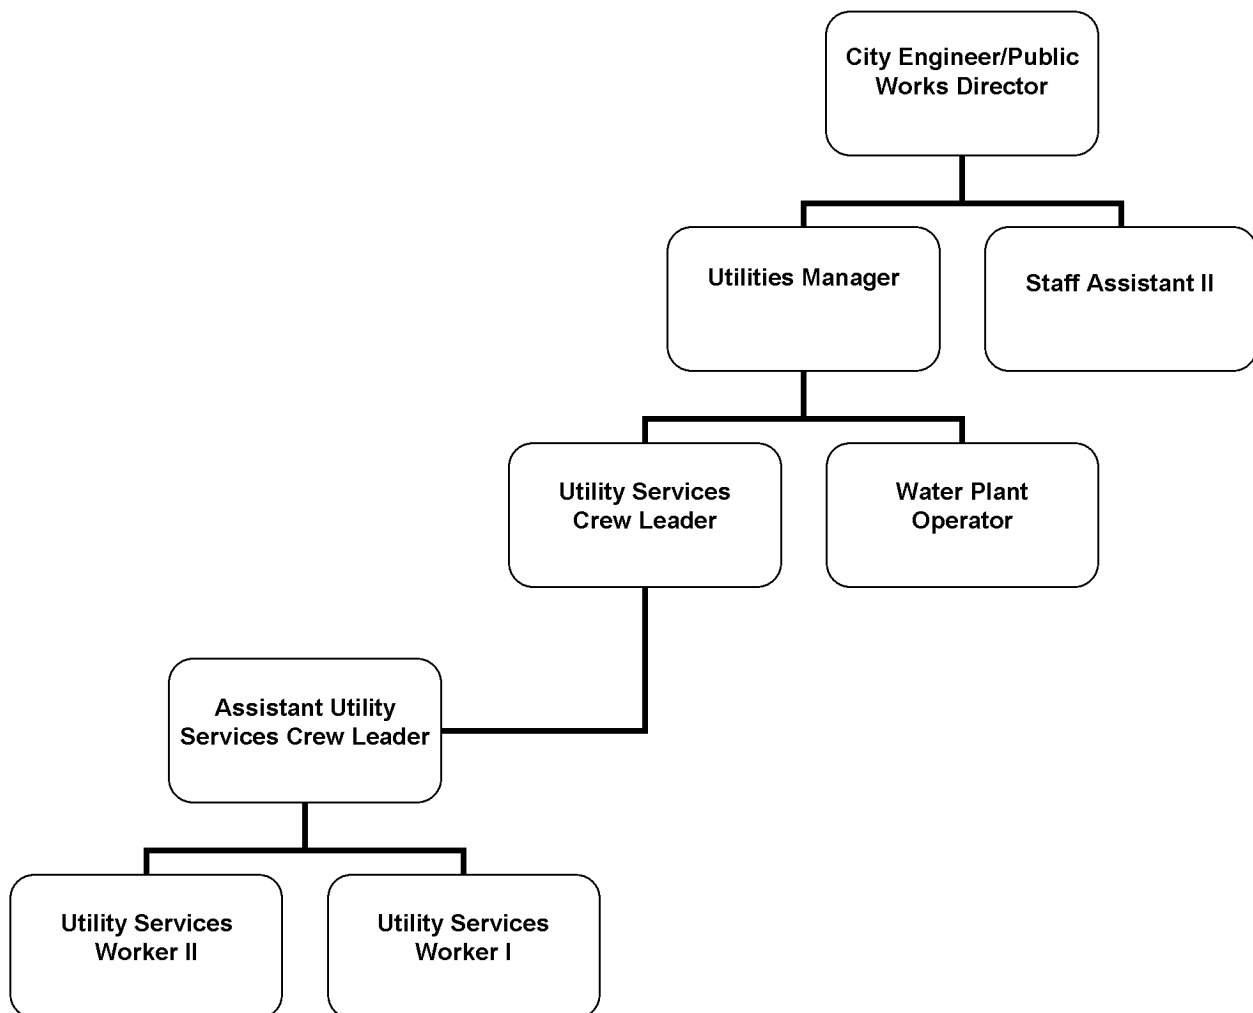 City Engineer/Public
Works Director
Utilities Manager
Staff Assistant II
Utility Services
Crew Leader
Water Plant
Operator
Assistant Utility
Services Crew Leader
Utility Services
Worker II
Utility Services
Worker I